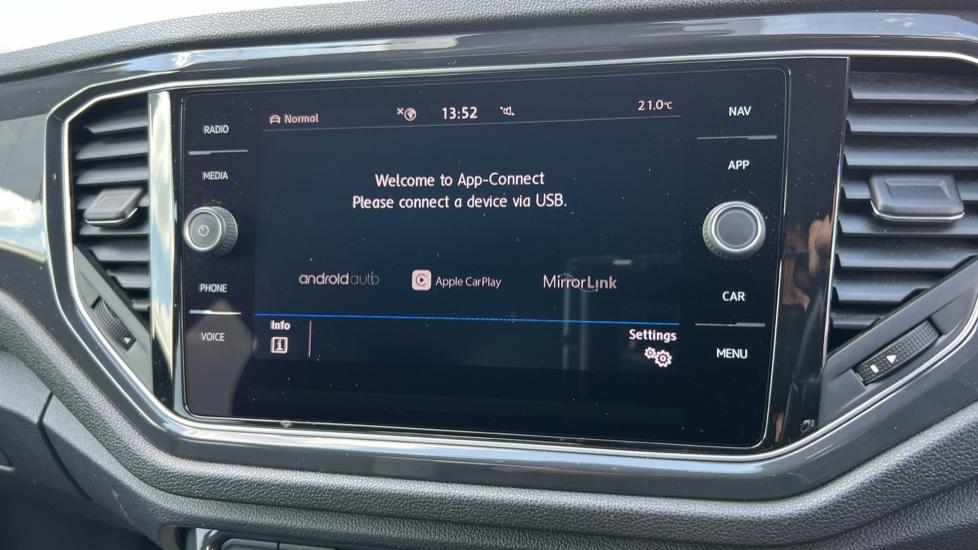 RADIO
MEDIA
PHONE
VOICE
Normal
13:52
21.0°C
Welcome to App-Connect
Please connect a device via USB.
androidauto
Apple CarPlay
MirrorLink
Info
Settings
NAV
APP
CAR
MENU